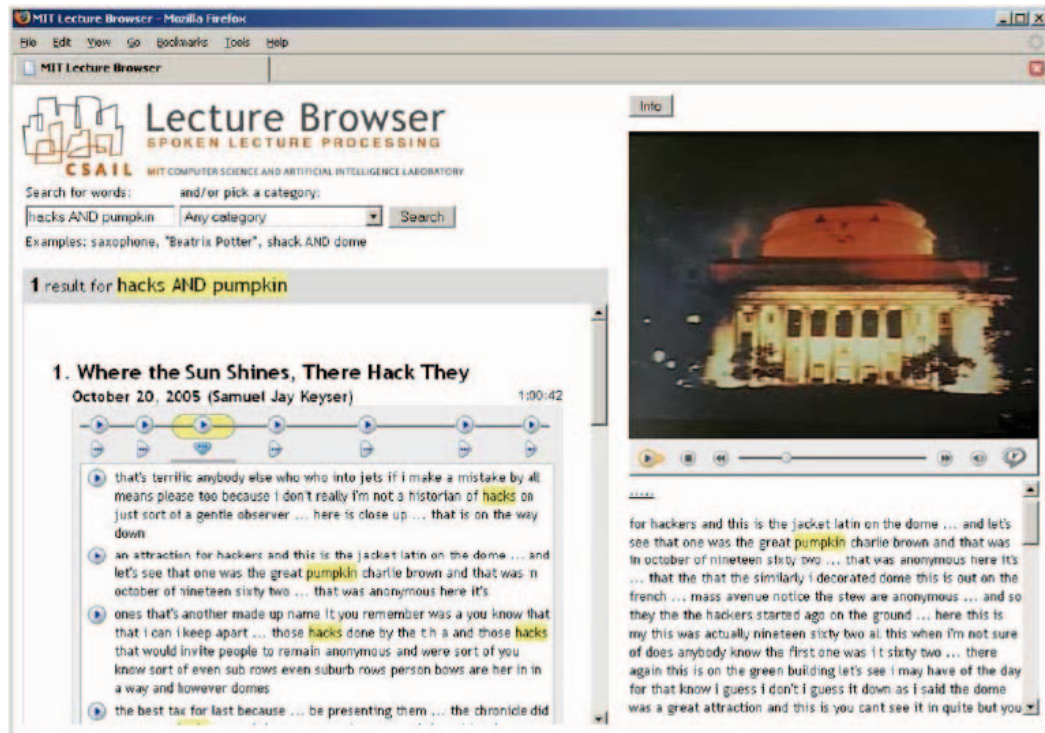 MIT Lecture Browser - Mozilla Firefox
File Edit View Go Bookmarks Tools Help
MIT Lecture Browser
Lecture Browser
SPOKEN LECTURE PROCESSING
CSAIL MIT COMPUTER SCIENCE AND ARTIFICIAL INTELLIGENCE LABORATORY
Search for words: and/or pick a category:
hacks AND pumpkin Any category Search
Examples: saxophone, "Beatrix Potter", shack AND dome
1 result for hacks AND pumpkin
1. Where the Sun Shines, There Hack They
October 20, 2005 (Samuel Jay Keyser) 1:00:42
that's terrific anybody else who who into jets if i make a mistake by all
means please too because i don't really i'm not a historian of hacks on
just sort of a gentle observer ... here is close up ... that is on the way
down
an attraction for hackers and this is the jacket latin on the dome ... and
let's see that one was the great pumpkin charlie brown and that was in
october of nineteen sixty two ... that was anonymous here it's
ones that's another made up name it you remember was a you know that
that i can i keep apart ... those hacks done by the t h a and those hacks
that would invite people to remain anonymous and were sort of you
know sort of even sub rows even suburb rows person bows are her in in
a way and however domes
the best tax for last because ... be presenting them ... the chronicle did
Info
.....
for hackers and this is the jacket latin on the dome ... and let's
see that one was the great pumpkin charlie brown and that was
in october of nineteen sixty two ... that was anonymous here it's
... that the that the similarly i decorated dome this is out on the
french ... mass avenue notice the stew are anonymous ... and so
they the the hackers started ago on the ground ... here this is
my this was actually nineteen sixty two al this when i'm not sure
of does anybody know the first one was i t sixty two ... there
again this is on the green building let's see i may have of the day
for that know i guess i don't i guess it down as i said the dome
was a great attraction and this is you cant see it in quite but you